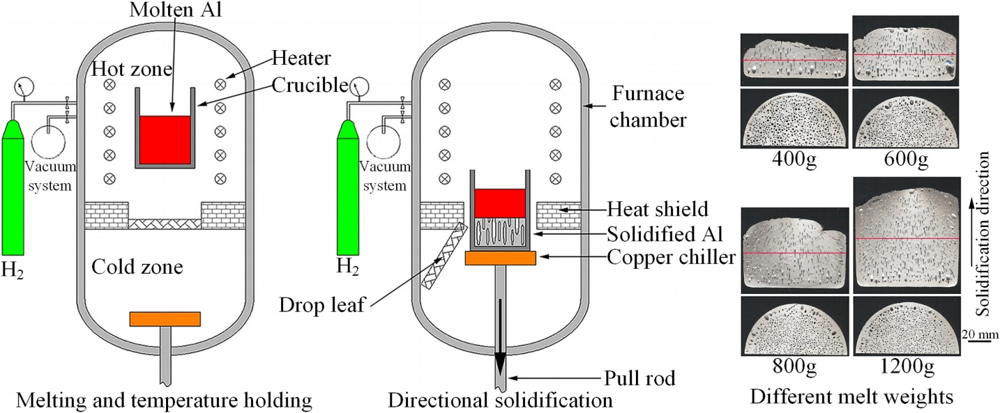 Molten Al
Hot zone
Heater
Crucible
Vacuum
system
H2
Cold zone
Melting and temperature holding
Vacuum
system
H2
Furnace
chamber
Heat shield
Solidified Al
Copper chiller
Drop leaf
Pull rod
Directional solidification
400g
600g
800g
1200g
Solidification direction
20 mm
Different melt weights